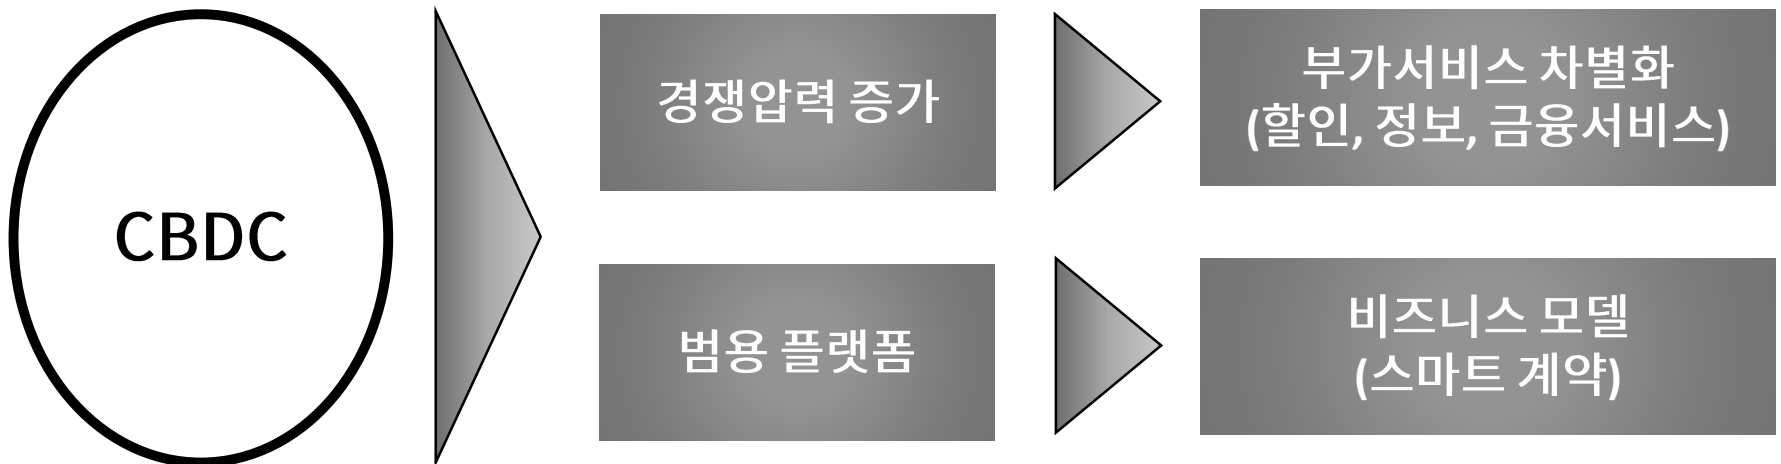 CBDC
경쟁압력 증가
부가서비스 차별화
(할인, 정보, 금융서비스)
범용 플랫폼
비즈니스 모델
(스마트 계약)